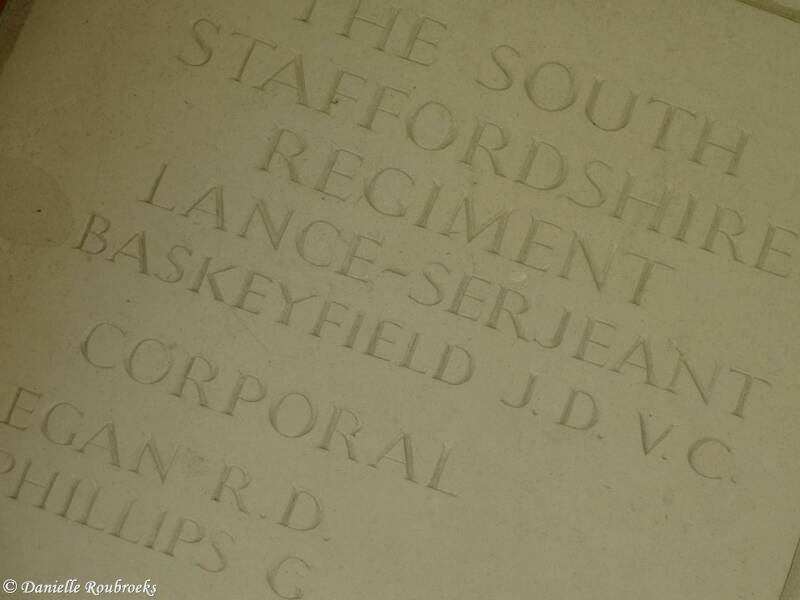 THE SOUTH
STAFFORDSHIRE
REGIMENT
LANCE-SERJEANT
BASKEYFIELD J. D. V. C.
CORPORAL
EGAN R. D.
PHILLIPS G
© Danielle Roubroeks